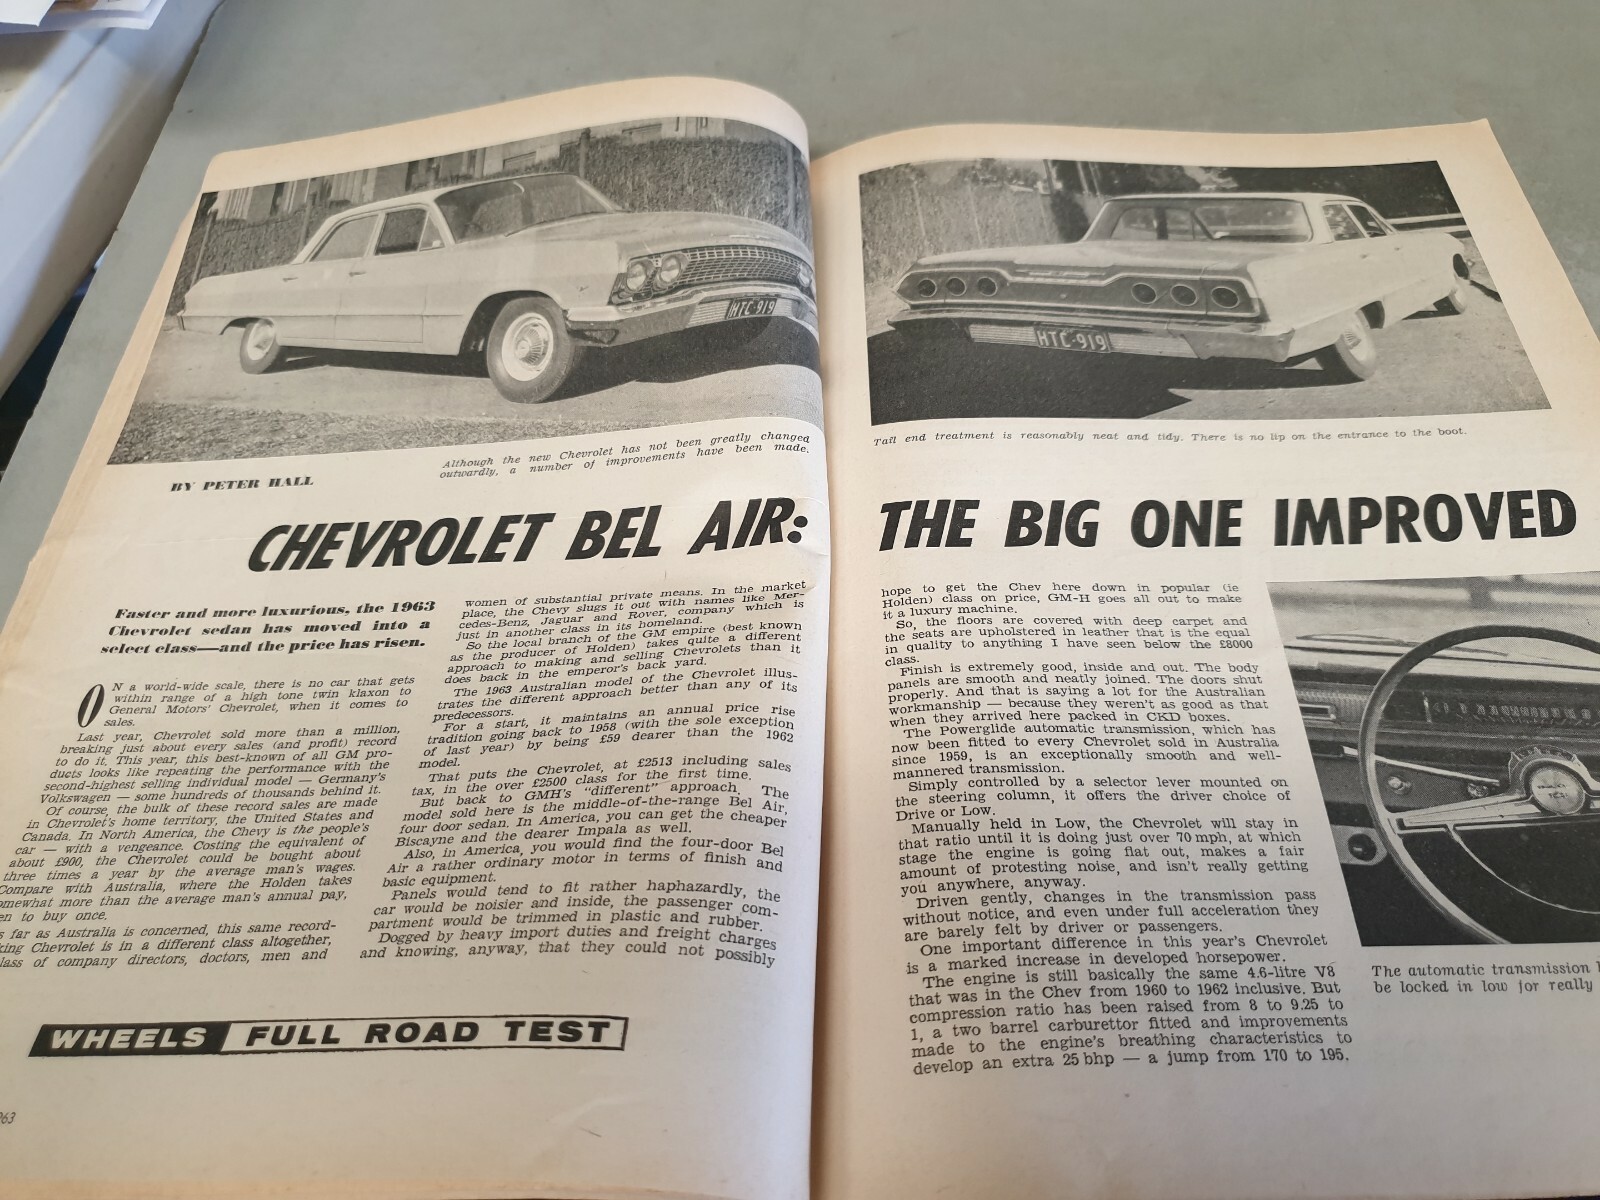 HTC·919
Although the new Chevrolet has not been greatly changed
outwardly, a number of improvements have been made.
BY PETER HALL
CHEVROLET BEL AIR:
Faster and more luxurious, the 1963
Chevrolet sedan has moved into a
select class—and the price has risen.
ON a world-wide scale, there is no car that gets
within range of a high tone twin klaxon to
General Motors' Chevrolet, when it comes to
sales.
Last year, Chevrolet sold more than a million,
breaking just about every sales (and profit) record
to do it. This year, this best-known of all GM pro-
ducts looks like repeating the performance with the
second-highest selling individual model — Germany's
Volkswagen — some hundreds of thousands behind it.
Of course, the bulk of these record sales are made
in Chevrolet's home territory, the United States and
Canada. In North America, the Chevy is the people's
car — with a vengeance. Costing the equivalent of
about £900, the Chevrolet could be bought about
three times a year by the average man's wages.
Compare with Australia, where the Holden takes
omewhat more than the average man's annual pay,
en to buy once.
s far as Australia is concerned, this same record-
king Chevrolet is in a different class altogether,
lass of company directors, doctors, men and
women of substantial private means. In the market
place, the Chevy slugs it out with names like Mer-
cedes-Benz, Jaguar and Rover, company which is
just in another class in its homeland.
So the local branch of the GM empire (best known
as the producer of Holden) takes quite a different
approach to making and selling Chevrolets than it
does back in the emperor's back yard.
The 1963 Australian model of the Chevrolet illus-
trates the different approach better than any of its
predecessors.
For a start, it maintains an annual price rise
tradition going back to 1958 (with the sole exception
of last year) by being £59 dearer than the 1962
model.
That puts the Chevrolet, at £2513 including sales
tax, in the over £2500 class for the first time.
But back to GMH's "different" approach. The
model sold here is the middle-of-the-range Bel Air,
four door sedan. In America, you can get the cheaper
Biscayne and the dearer Impala as well.
Also, in America, you would find the four-door Bel
Air a rather ordinary motor in terms of finish and
basic equipment.
Panels would tend to fit rather haphazardly, the
car would be noisier and inside, the passenger com-
partment would be trimmed in plastic and rubber.
Dogged by heavy import duties and freight charges
and knowing, anyway, that they could not possibly
WHEELS FULL ROAD TEST
963
HTC·919
Tail end treatment is reasonably neat and tidy. There is no lip on the entrance to the boot.
THE BIG ONE IMPROVED
hope to get the Chev here down in popular (ie
Holden) class on price, GM-H goes all out to make
it a luxury machine.
So, the floors are covered with deep carpet and
the seats are upholstered in leather that is the equal
in quality to anything I have seen below the £8000
class.
Finish is extremely good, inside and out. The body
panels are smooth and neatly joined. The doors shut
properly. And that is saying a lot for the Australian
workmanship — because they weren't as good as that
when they arrived here packed in CKD boxes.
The Powerglide automatic transmission, which has
now been fitted to every Chevrolet sold in Australia
since 1959, is an exceptionally smooth and well-
mannered transmission.
Simply controlled by a selector lever mounted on
the steering column, it offers the driver choice of
Drive or Low.
Manually held in Low, the Chevrolet will stay in
that ratio until it is doing just over 70 mph, at which
stage the engine is going flat out, makes a fair
amount of protesting noise, and isn't really getting
you anywhere, anyway.
Driven gently, changes in the transmission pass
without notice, and even under full acceleration they
are barely felt by driver or passengers.
One important difference in this year's Chevrolet
is a marked increase in developed horsepower.
The engine is still basically the same 4.6-litre V8
that was in the Chev from 1960 to 1962 inclusive. But
compression ratio has been raised from 8 to 9.25 to
1, a two barrel carburettor fitted and improvements
made to the engine's breathing characteristics to
develop an extra 25 bhp — a jump from 170 to 195.
The automatic transmission
be locked in low for really